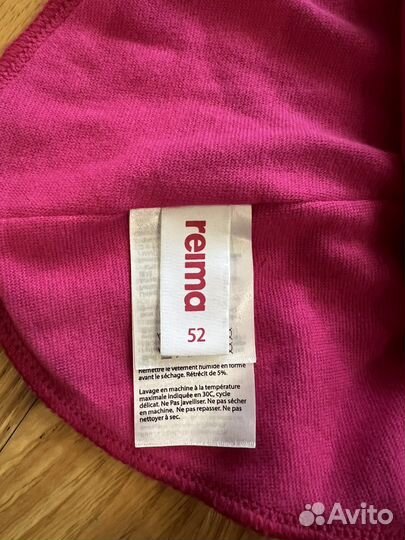 reima
52
Remettre le vetement humide en forme
avant le séchage. Rétrécit de 5%.
Lavage en machine à la température
maximale indiquée en 30C, cycle
délicat. Ne Pas Javelliser. Ne pas sécher
en machine. Ne pas repasser. Ne pas
nettoyer à sec.
Avito